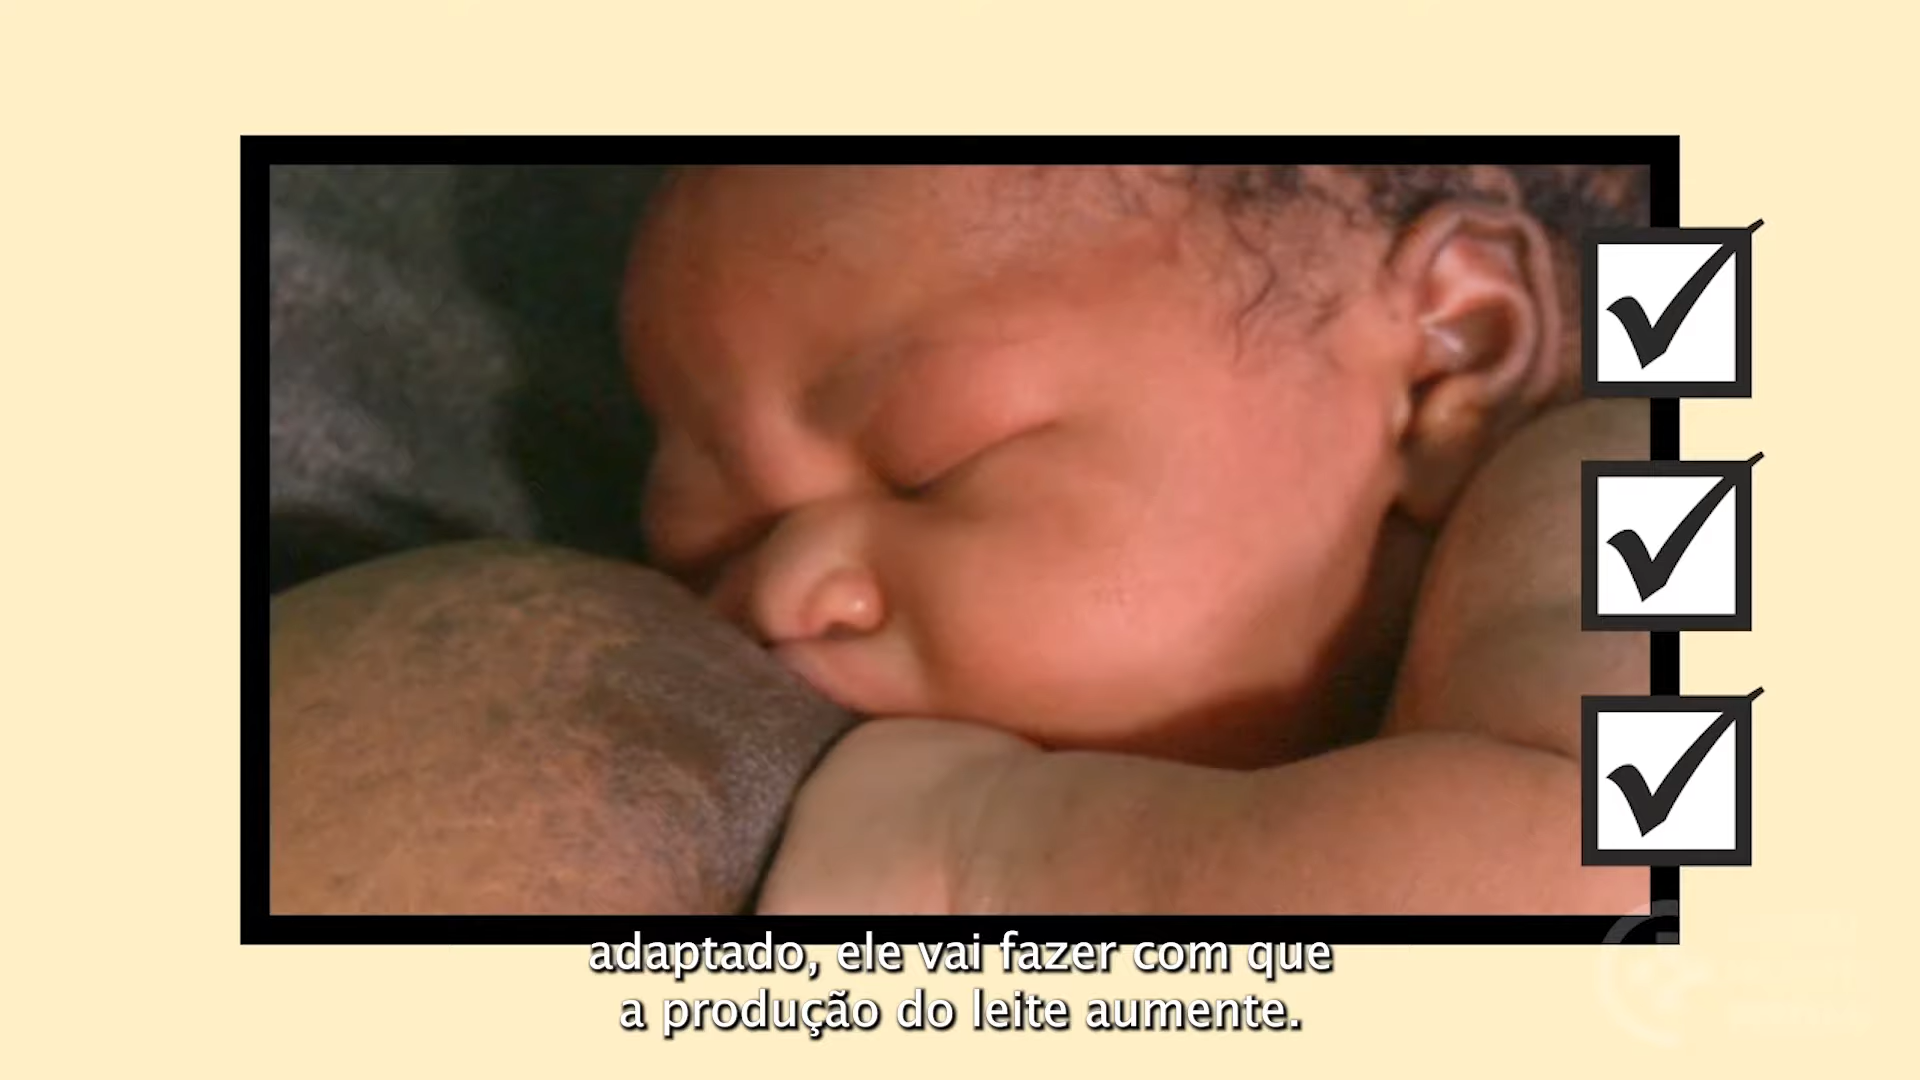 adaptado, ele vai fazer com que
a produção do leite aumente.